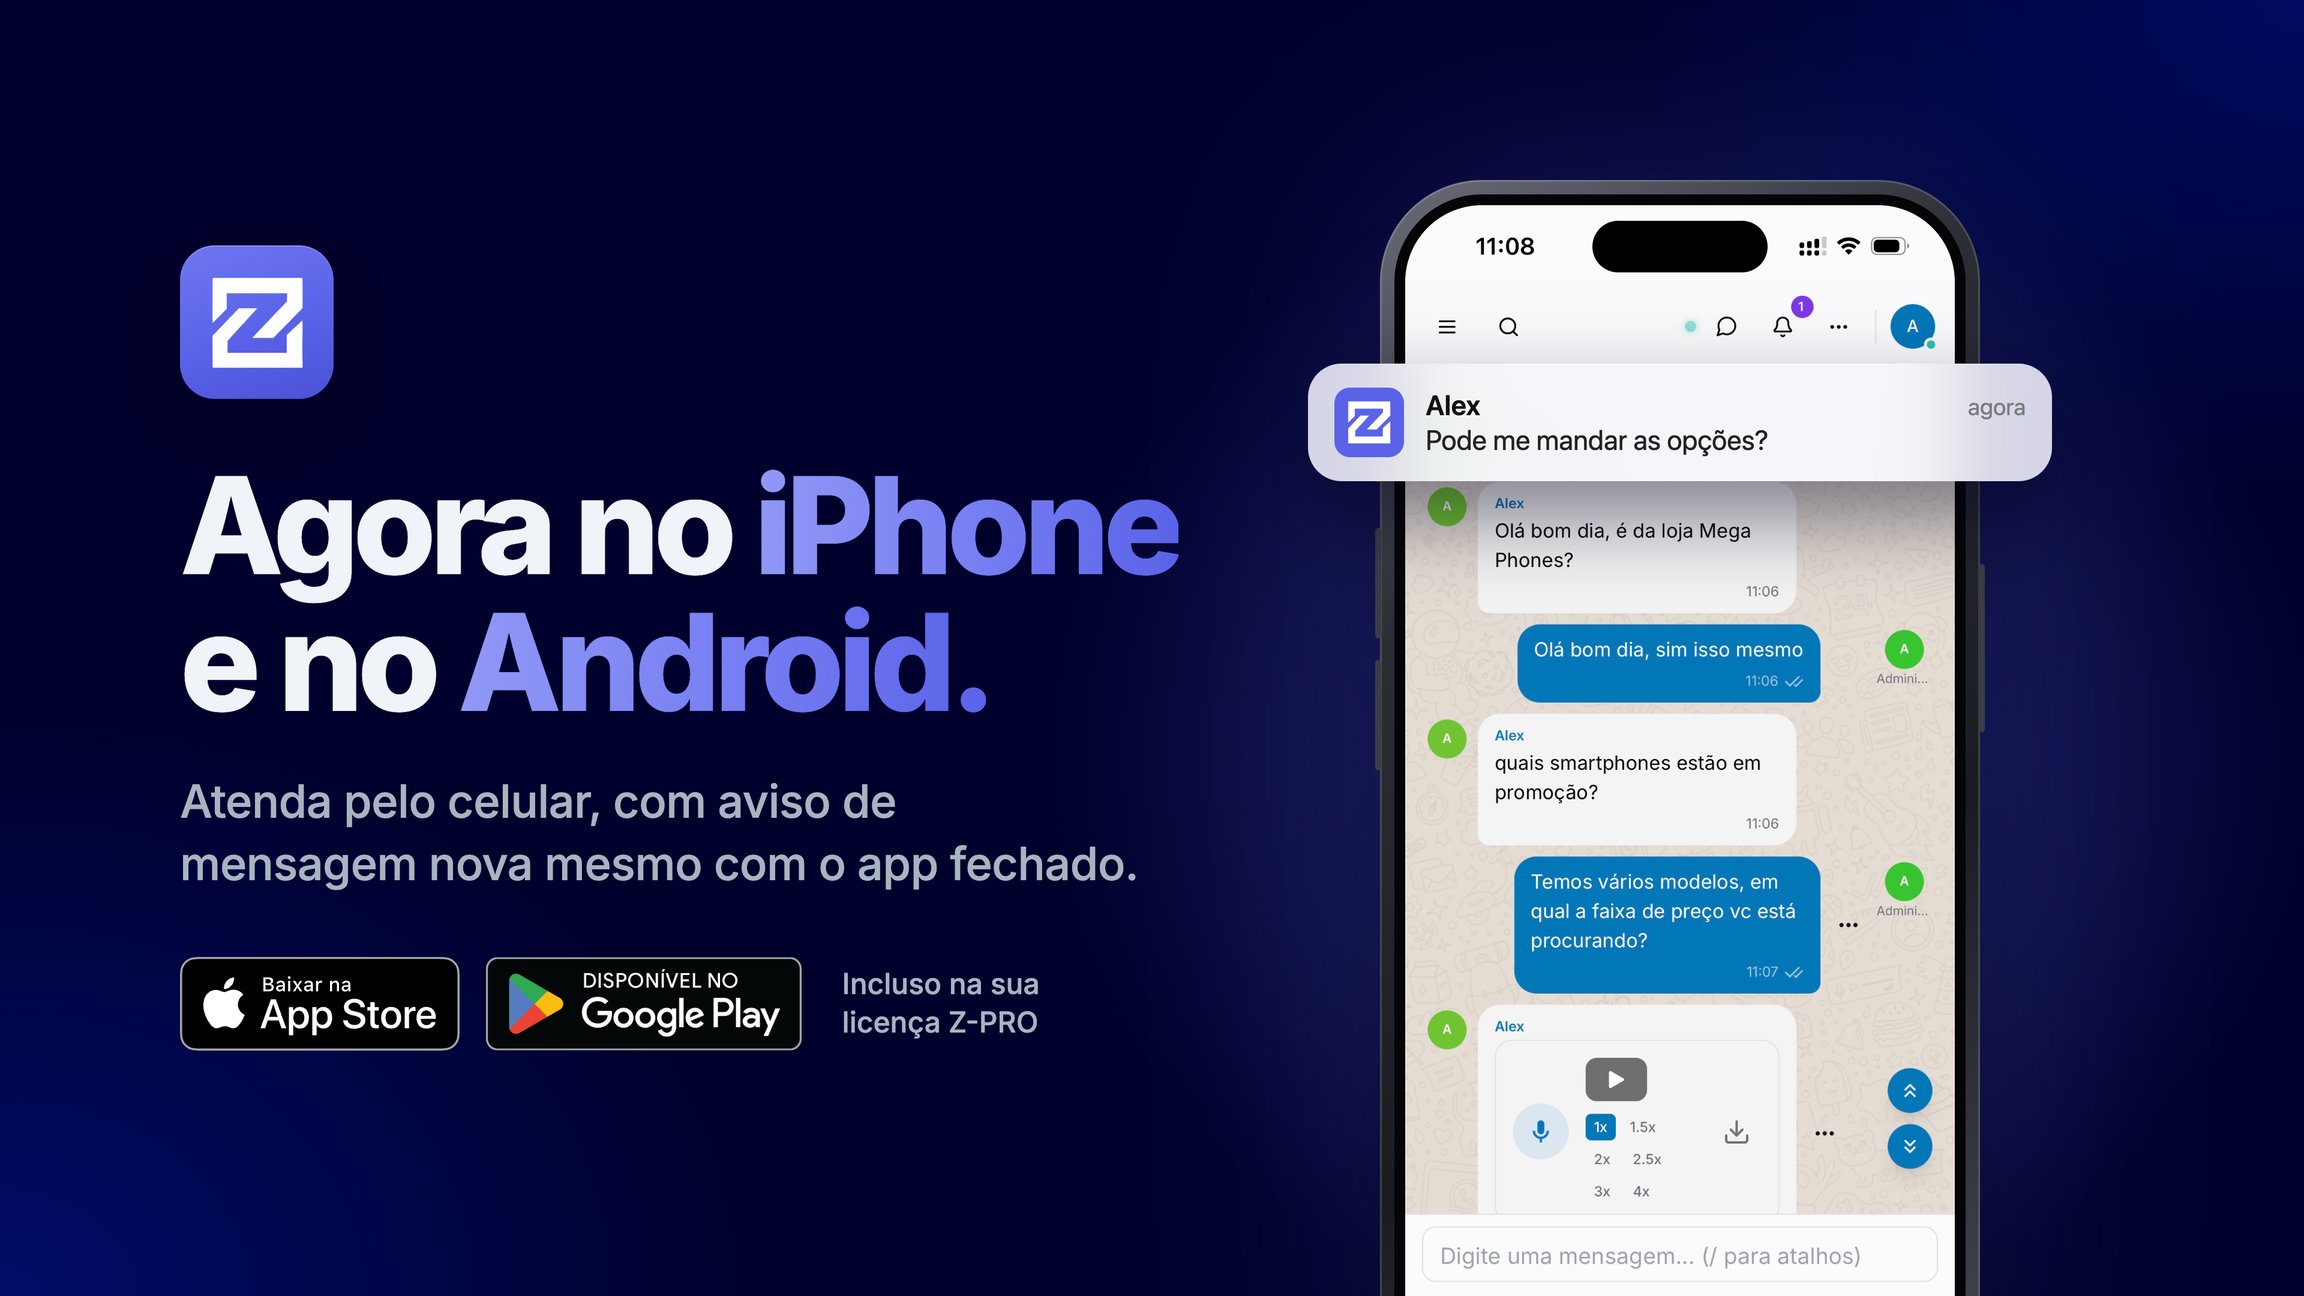 Agora no iPhone
e no Android.
Atenda pelo celular, com aviso de
mensagem nova mesmo com o app fechado.
Baixar na
App Store
DISPONÍVEL NO
Google Play
Incluso na sua
licença Z-PRO
11:08
1
A
Alex
agora
Pode me mandar as opções?
A
Alex
Olá bom dia, é da loja Mega
Phones?
11:06
Olá bom dia, sim isso mesmo
11:06
A
Admini...
A
Alex
quais smartphones estão em
promoção?
11:06
Temos vários modelos, em
qual a faixa de preço vc está
procurando?
11:07
A
Admini...
A
Alex
1x 1.5x
2x 2.5x
3x 4x
Digite uma mensagem... (/ para atalhos)